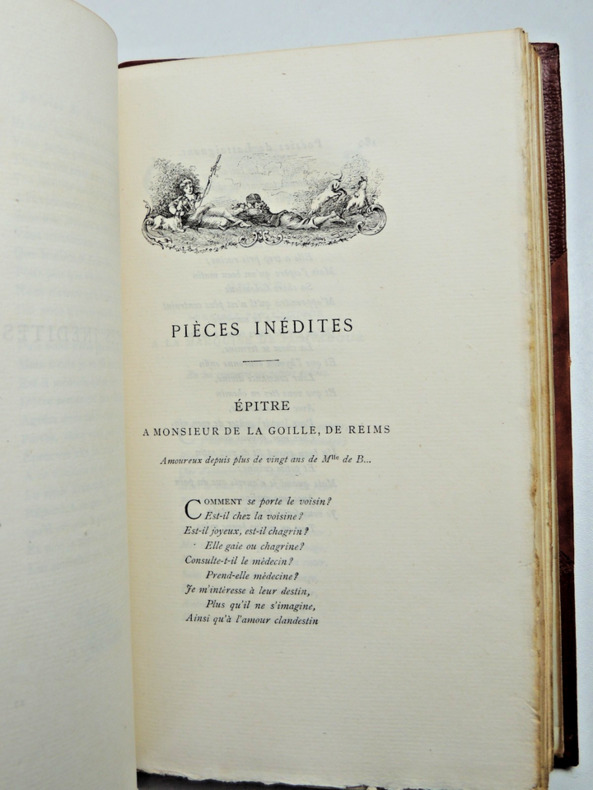 PIÈCES INÉDITES
ÉPITRE
A MONSIEUR DE LA GOILLE, DE REIMS
Amoureux depuis plus de vingt ans de Mlle de B...
COMMENT se porte le voisin?
Est-il chez la voisine?
Est-il joyeux, est-il chagrin?
Elle gaie ou chagrine?
Consulte-t-il le médecin?
Prend-elle médecine?
Je m'intéresse à leur destin,
Plus qu'il ne s'imagine,
Ainsi qu'à l'amour clandestin